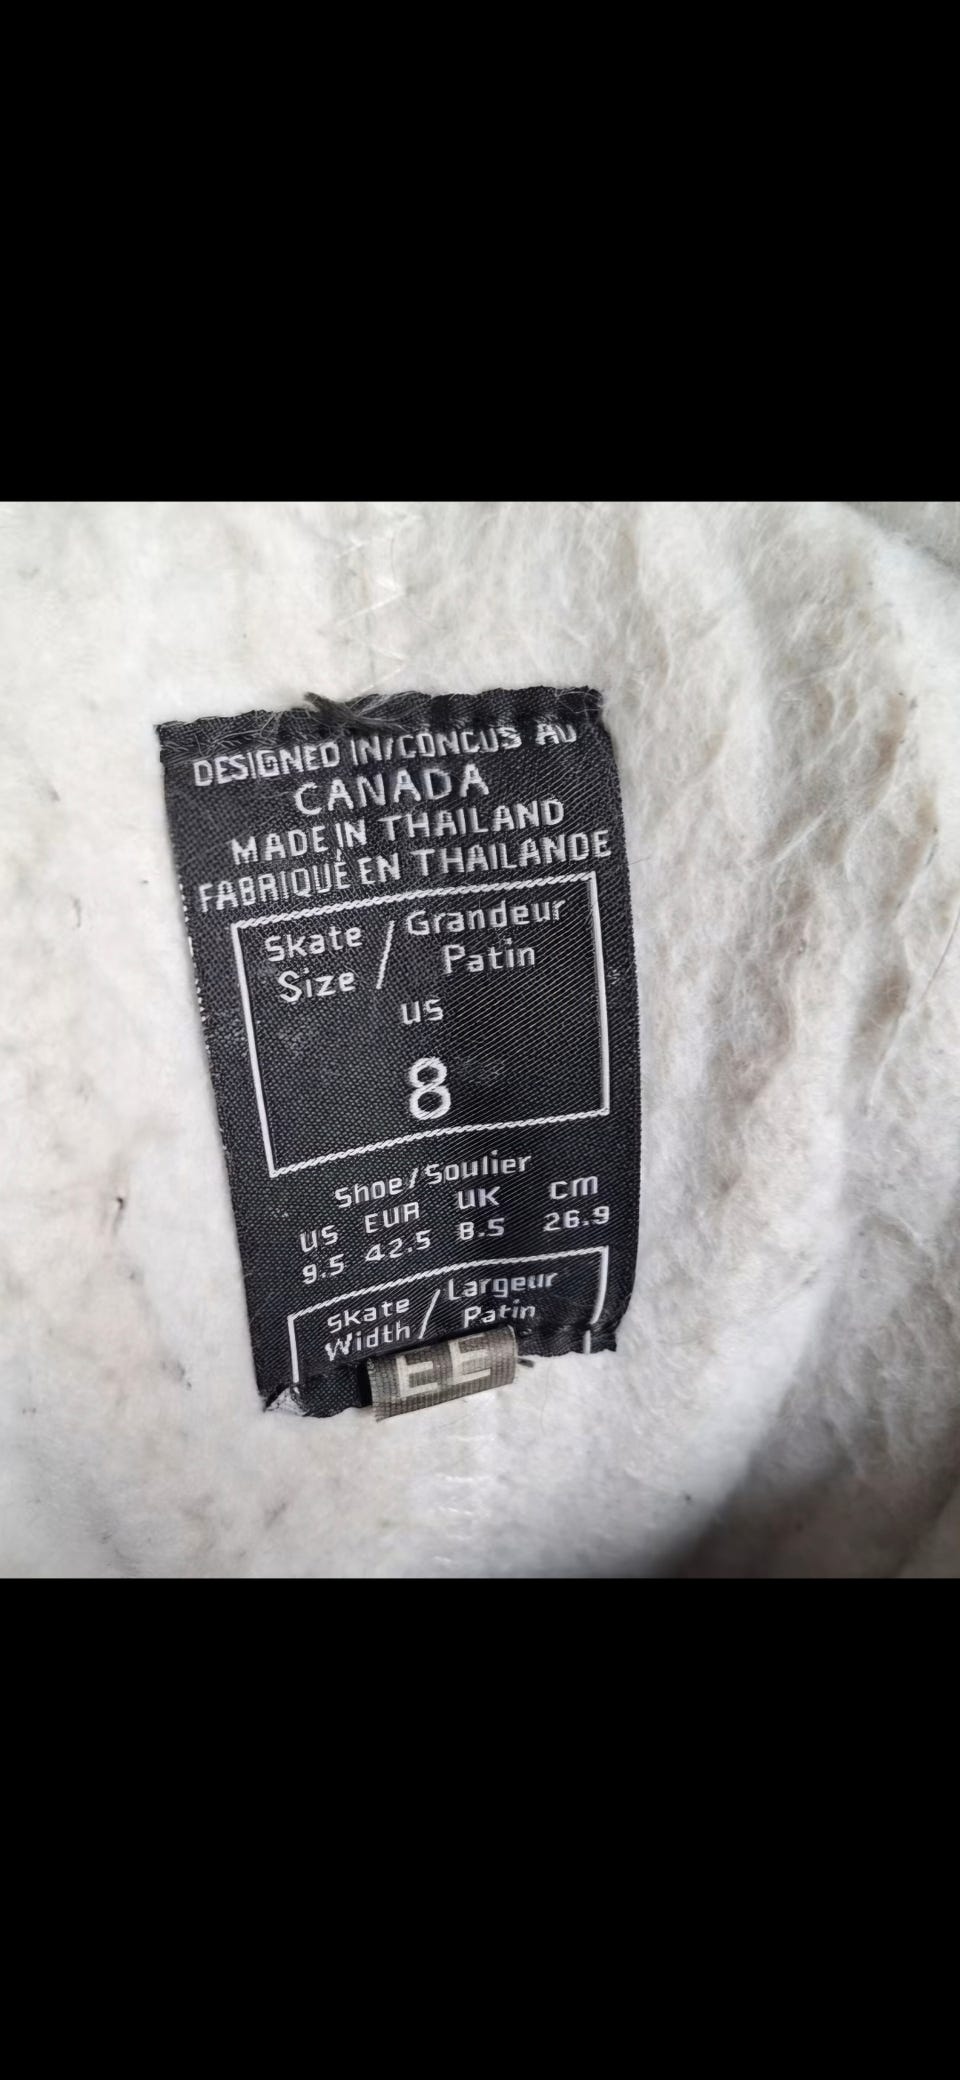 DESIGNED IN/CONCUS AU
CANADA
MADE IN THAILAND
FABRIQUÉ EN THAILANDE
Skate / Grandeur
Size / Patin
US
8
Shoe/Soulier
US EUR UK cm
9.5 42.5 8.5 26.9
Skate / Largeur
Width / Patin
EE